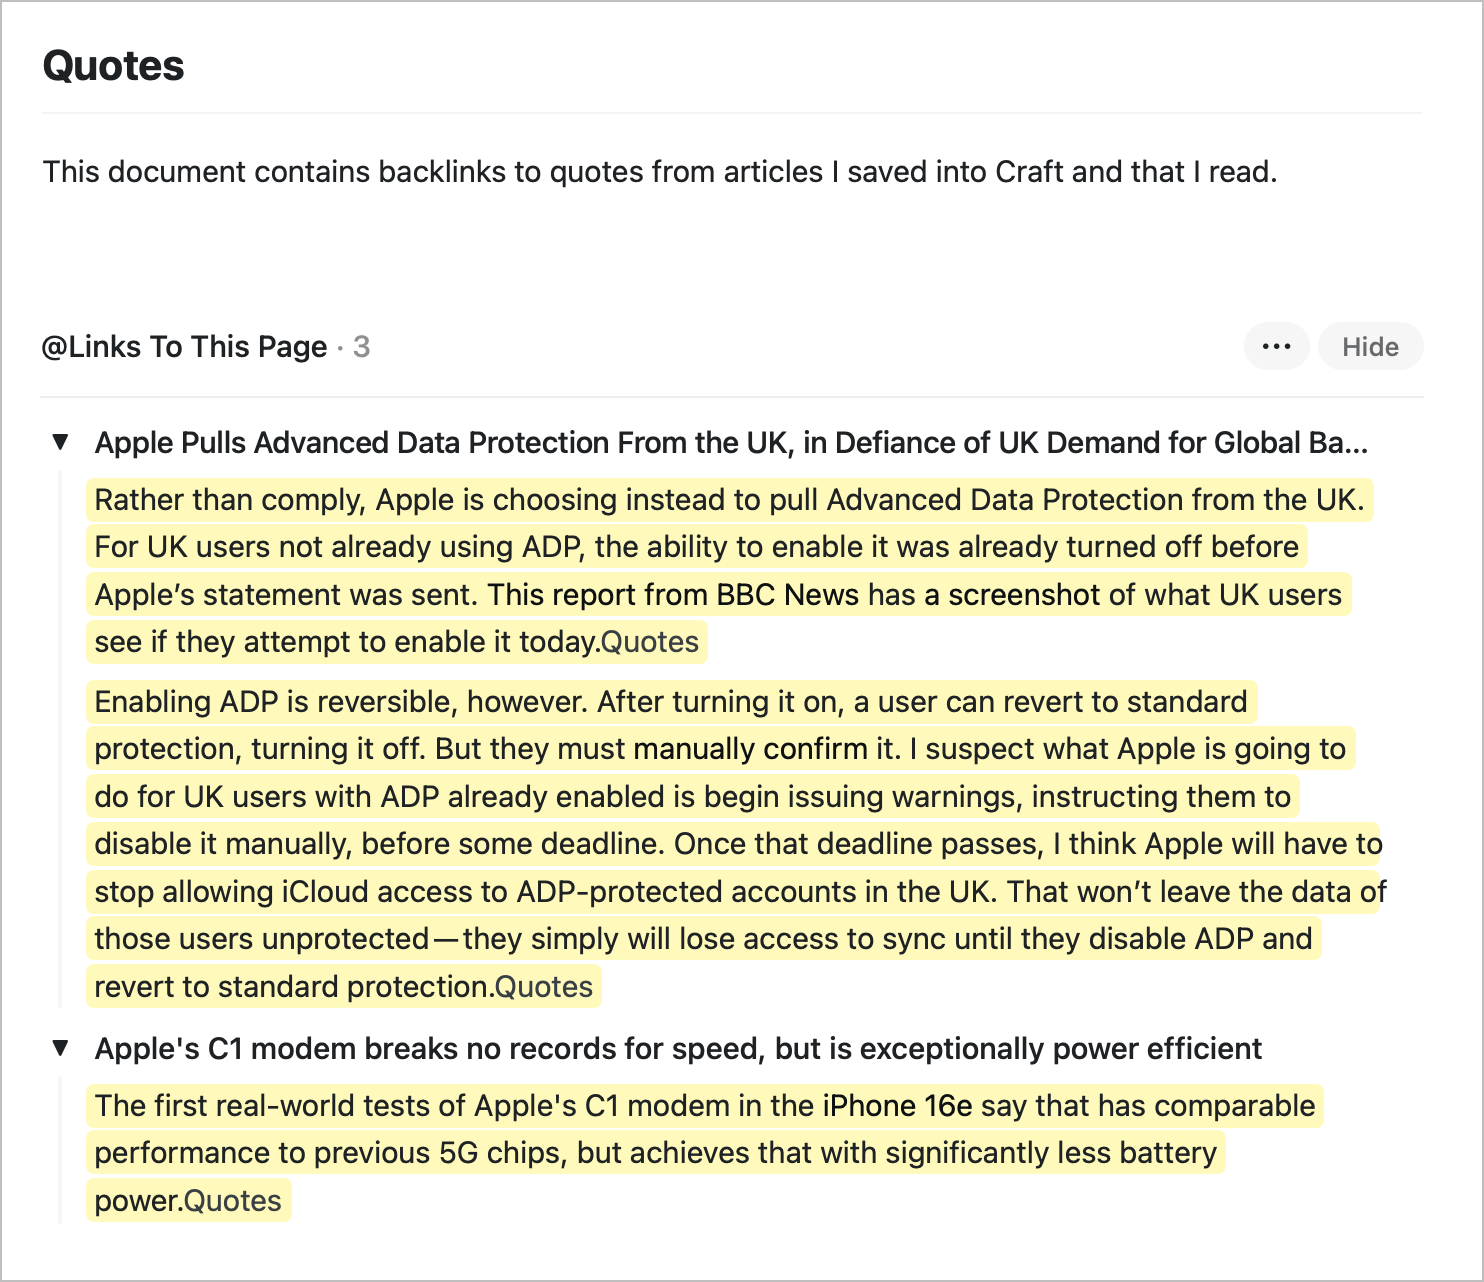 Quotes
This document contains backlinks to quotes from articles I saved into Craft and that I read.
@Links To This Page · 3
••• Hide
▼ Apple Pulls Advanced Data Protection From the UK, in Defiance of UK Demand for Global Ba...
Rather than comply, Apple is choosing instead to pull Advanced Data Protection from the UK.
For UK users not already using ADP, the ability to enable it was already turned off before
Apple’s statement was sent. This report from BBC News has a screenshot of what UK users
see if they attempt to enable it today.Quotes
Enabling ADP is reversible, however. After turning it on, a user can revert to standard
protection, turning it off. But they must manually confirm it. I suspect what Apple is going to
do for UK users with ADP already enabled is begin issuing warnings, instructing them to
disable it manually, before some deadline. Once that deadline passes, I think Apple will have to
stop allowing iCloud access to ADP-protected accounts in the UK. That won’t leave the data of
those users unprotected — they simply will lose access to sync until they disable ADP and
revert to standard protection.Quotes
▼ Apple's C1 modem breaks no records for speed, but is exceptionally power efficient
The first real-world tests of Apple's C1 modem in the iPhone 16e say that has comparable
performance to previous 5G chips, but achieves that with significantly less battery
power.Quotes